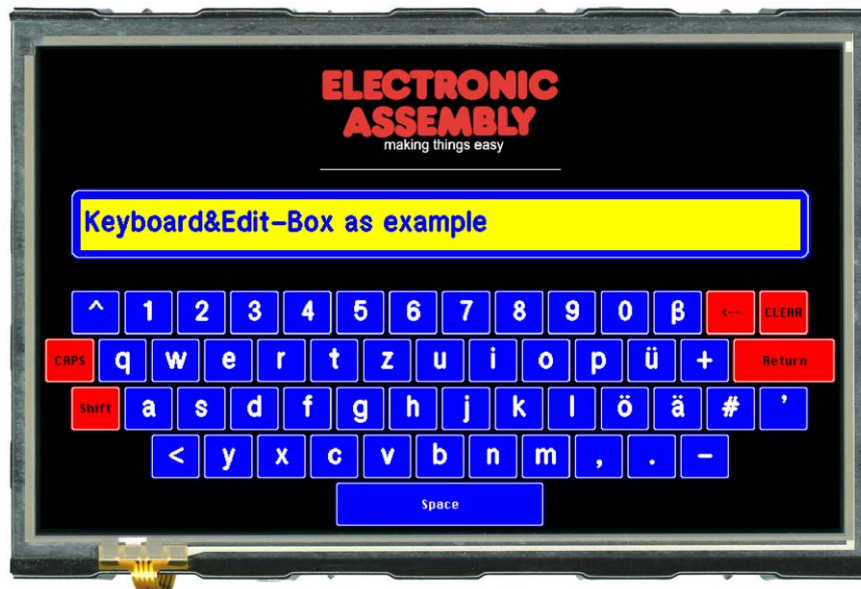 ELECTRONIC
ASSEMBLY
making things easy
Keyboard&Edit-Box as example
^ 1 2 3 4 5 6 7 8 9 0 β <-- CLEAR
CAPS q w e r t z u i o p ü + Return
Shift a s d f g h j k l ö ä # '
< y x c v b n m , . -
Space